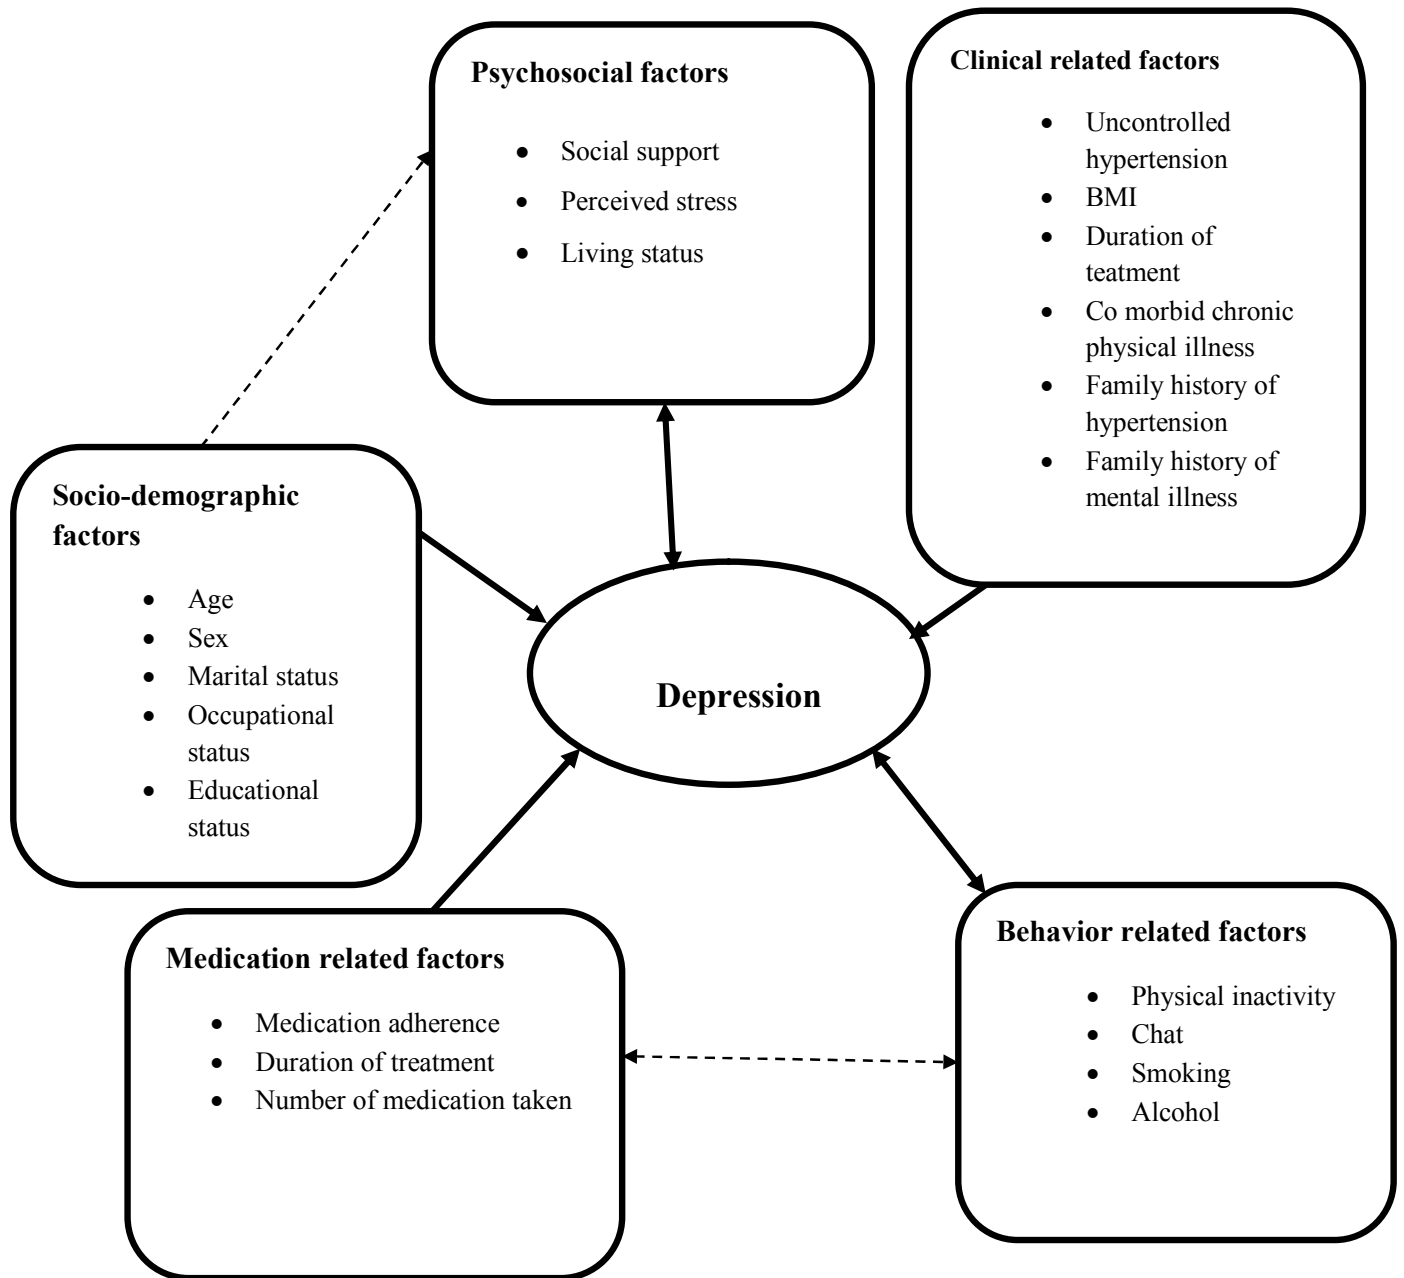 Psychosocial factors
• Social support
• Perceived stress
• Living status
Clinical related factors
• Uncontrolled
hypertension
• BMI
• Duration of
teatment
• Co morbid chronic
physical illness
• Family history of
hypertension
• Family history of
mental illness
Socio-demographic
factors
• Age
• Sex
• Marital status
• Occupational
status
• Educational
status
Depression
Medication related factors
• Medication adherence
• Duration of treatment
• Number of medication taken
Behavior related factors
• Physical inactivity
• Chat
• Smoking
• Alcohol